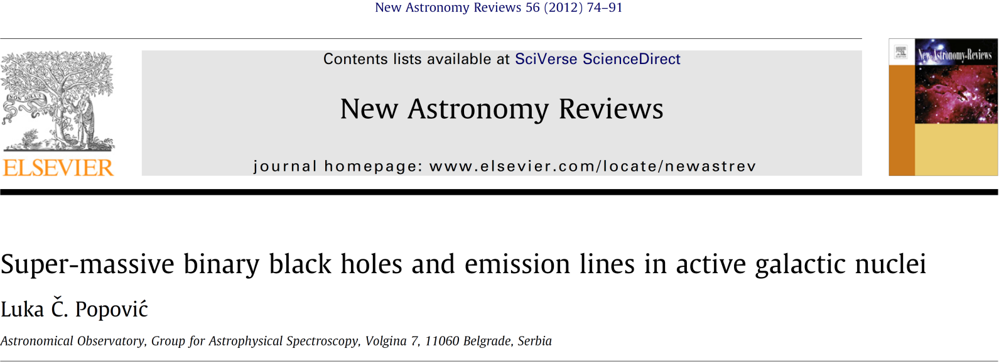 New Astronomy Reviews 56 (2012) 74–91
Contents lists available at SciVerse ScienceDirect
New Astronomy Reviews
journal homepage: www.elsevier.com/locate/newastrev
NON SOLUS
ELSEVIER
New Astronomy Reviews
Super-massive binary black holes and emission lines in active galactic nuclei
Luka Č. Popović
Astronomical Observatory, Group for Astrophysical Spectroscopy, Volgina 7, 11060 Belgrade, Serbia